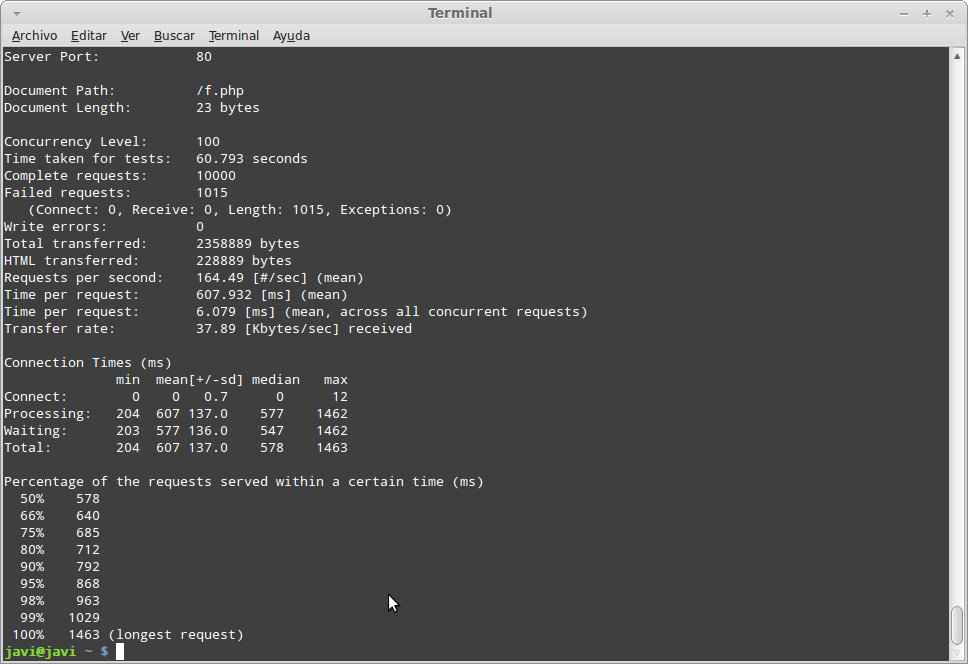 Terminal
Archivo Editar Ver Buscar Terminal Ayuda
Server Port: 80
Document Path: /f.php
Document Length: 23 bytes
Concurrency Level: 100
Time taken for tests: 60.793 seconds
Complete requests: 10000
Failed requests: 1015
(Connect: 0, Receive: 0, Length: 1015, Exceptions: 0)
Write errors: 0
Total transferred: 2358889 bytes
HTML transferred: 228889 bytes
Requests per second: 164.49 [#/sec] (mean)
Time per request: 607.932 [ms] (mean)
Time per request: 6.079 [ms] (mean, across all concurrent requests)
Transfer rate: 37.89 [Kbytes/sec] received
Connection Times (ms)
min mean[+/-sd] median max
Connect: 0 0 0.7 0 12
Processing: 204 607 137.0 577 1462
Waiting: 203 577 136.0 547 1462
Total: 204 607 137.0 578 1463
Percentage of the requests served within a certain time (ms)
50% 578
66% 640
75% 685
80% 712
90% 792
95% 868
98% 963
99% 1029
100% 1463 (longest request)
javi@javi ~ $